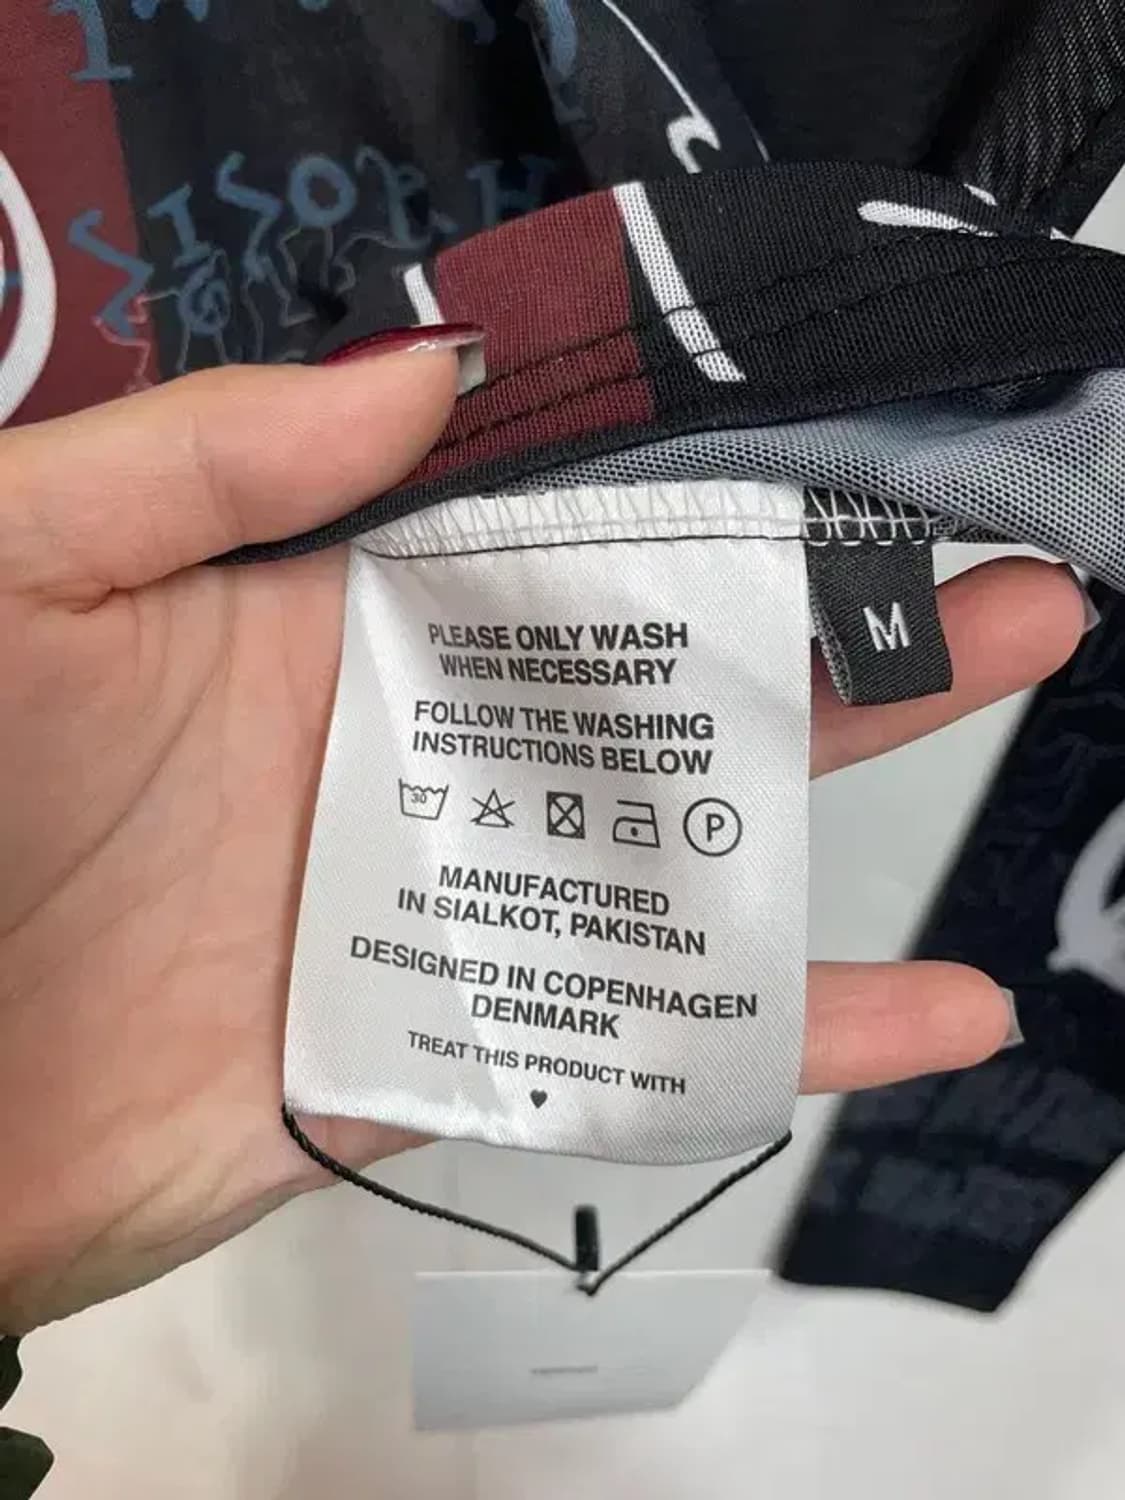 M
PLEASE ONLY WASH
WHEN NECESSARY
FOLLOW THE WASHING
INSTRUCTIONS BELOW
30
P
MANUFACTURED
IN SIALKOT, PAKISTAN
DESIGNED IN COPENHAGEN
DENMARK
TREAT THIS PRODUCT WITH
♥